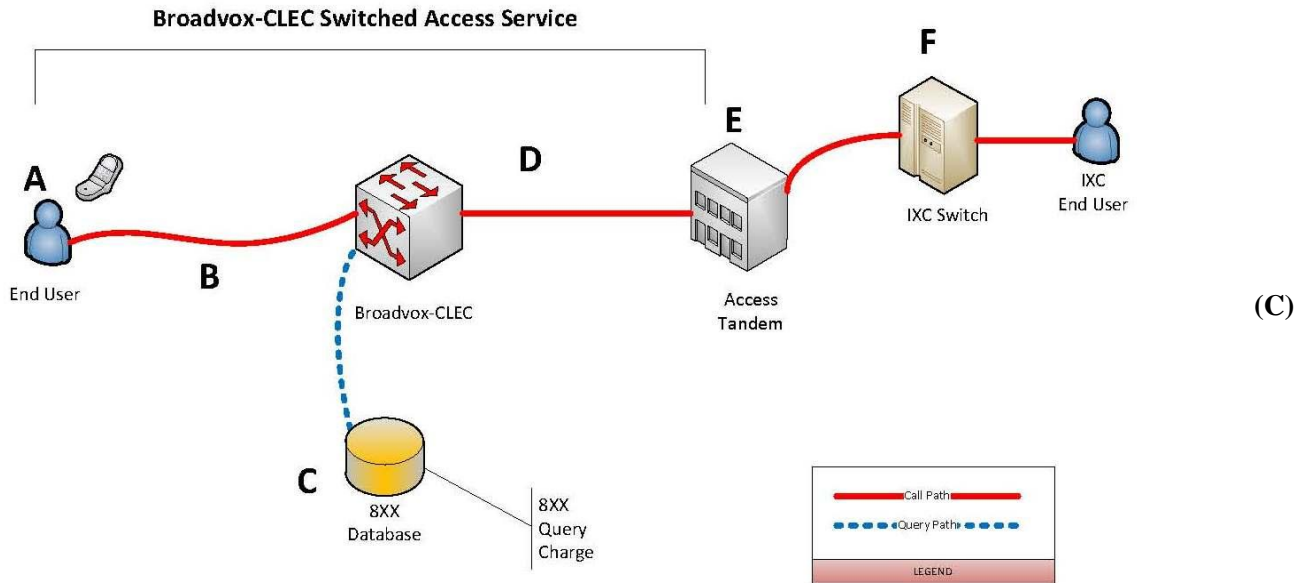 Broadvox-CLEC Switched Access Service
F
E
D
A
IXC
End User
IXC Switch
B
End User
Access
Tandem
Broadvox-CLEC
(C)
C
8XX
Database
8XX
Query
Charge
Call Path
Query Path
LEGEND